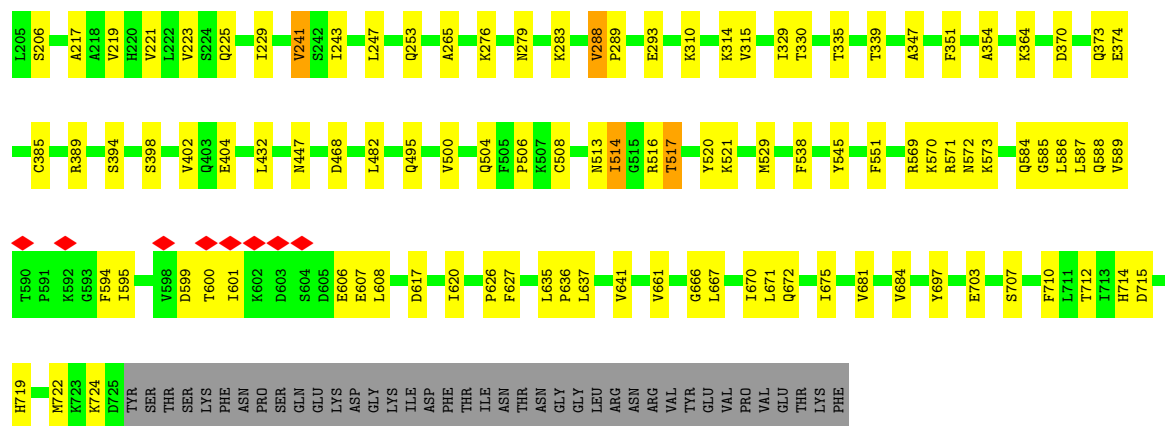 L205 S206 A217 A218 V219 H220 V221 L222 V223 S224 Q225 I229 V241 S242 I243 L247 Q253 A265 K276 N279 K283 V288 P289 E293 K310 K314 V315 I329 T330 T335 T339 A347 F351 A354 K364 D370 Q373 E374
C385 R389 S394 S398 V402 Q403 E404 L432 N447 D468 L482 Q495 V500 Q504 F505 P506 K507 C508 N513 I514 G515 R516 T517 Y520 K521 M529 F538 Y545 F551 R569 K570 R571 N572 K573 Q584 G585 L586 L587 Q588 V589
T590 P591 K592 G593 F594 I595 V598 D599 T600 I601 K602 D603 S604 D605 E606 E607 L608 D617 I620 P626 F627 L635 P636 L637 V641 V661 G666 L667 I670 L671 Q672 I675 V681 V684 Y697 E703 S707 F710 L711 T712 I713 H714 D715
H719 M722 K723 K724 D725 TYR SER THR SER LYS PHE ASN PRO SER GLN GLU LYS ASP GLY LYS ILE ASP PHE THR ILE ASN THR ASN GLY GLY LEU ARG ASN ARG VAL TYR GLU VAL PRO VAL GLU THR LYS PHE